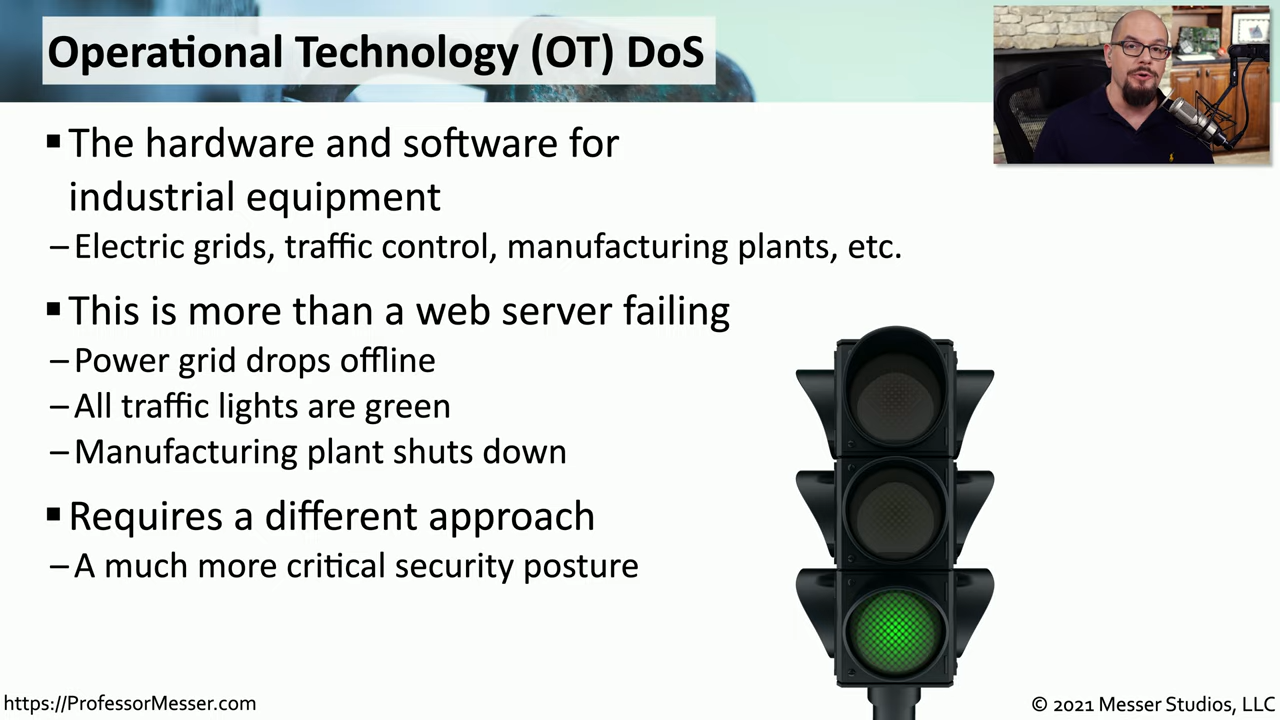 Operational Technology (OT) DoS
▪ The hardware and software for
industrial equipment
– Electric grids, traffic control, manufacturing plants, etc.
▪ This is more than a web server failing
– Power grid drops offline
– All traffic lights are green
– Manufacturing plant shuts down
▪ Requires a different approach
– A much more critical security posture
https://ProfessorMesser.com
© 2021 Messer Studios, LLC